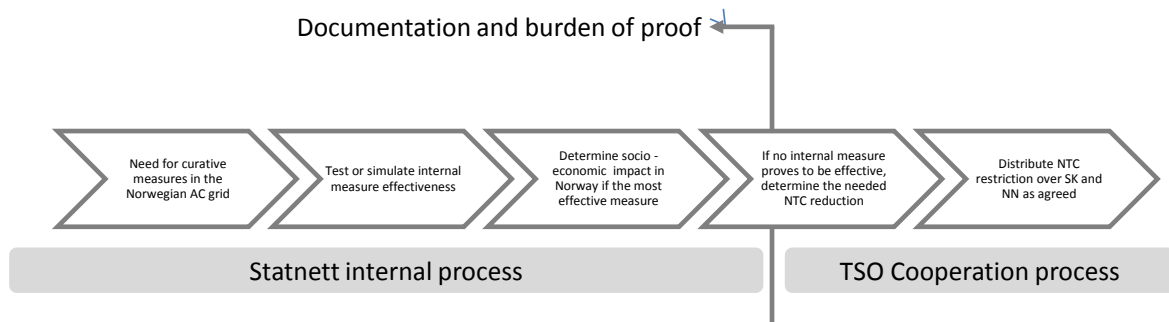 Documentation and burden of proof
Need for curative
measures in the
Norwegian AC grid
Test or simulate internal
measure effectiveness
Determine socio -
economic impact in
Norway if the most
effective measure
If no internal measure
proves to be effective,
determine the needed
NTC reduction
Distribute NTC
restriction over SK and
NN as agreed
Statnett internal process
TSO Cooperation process